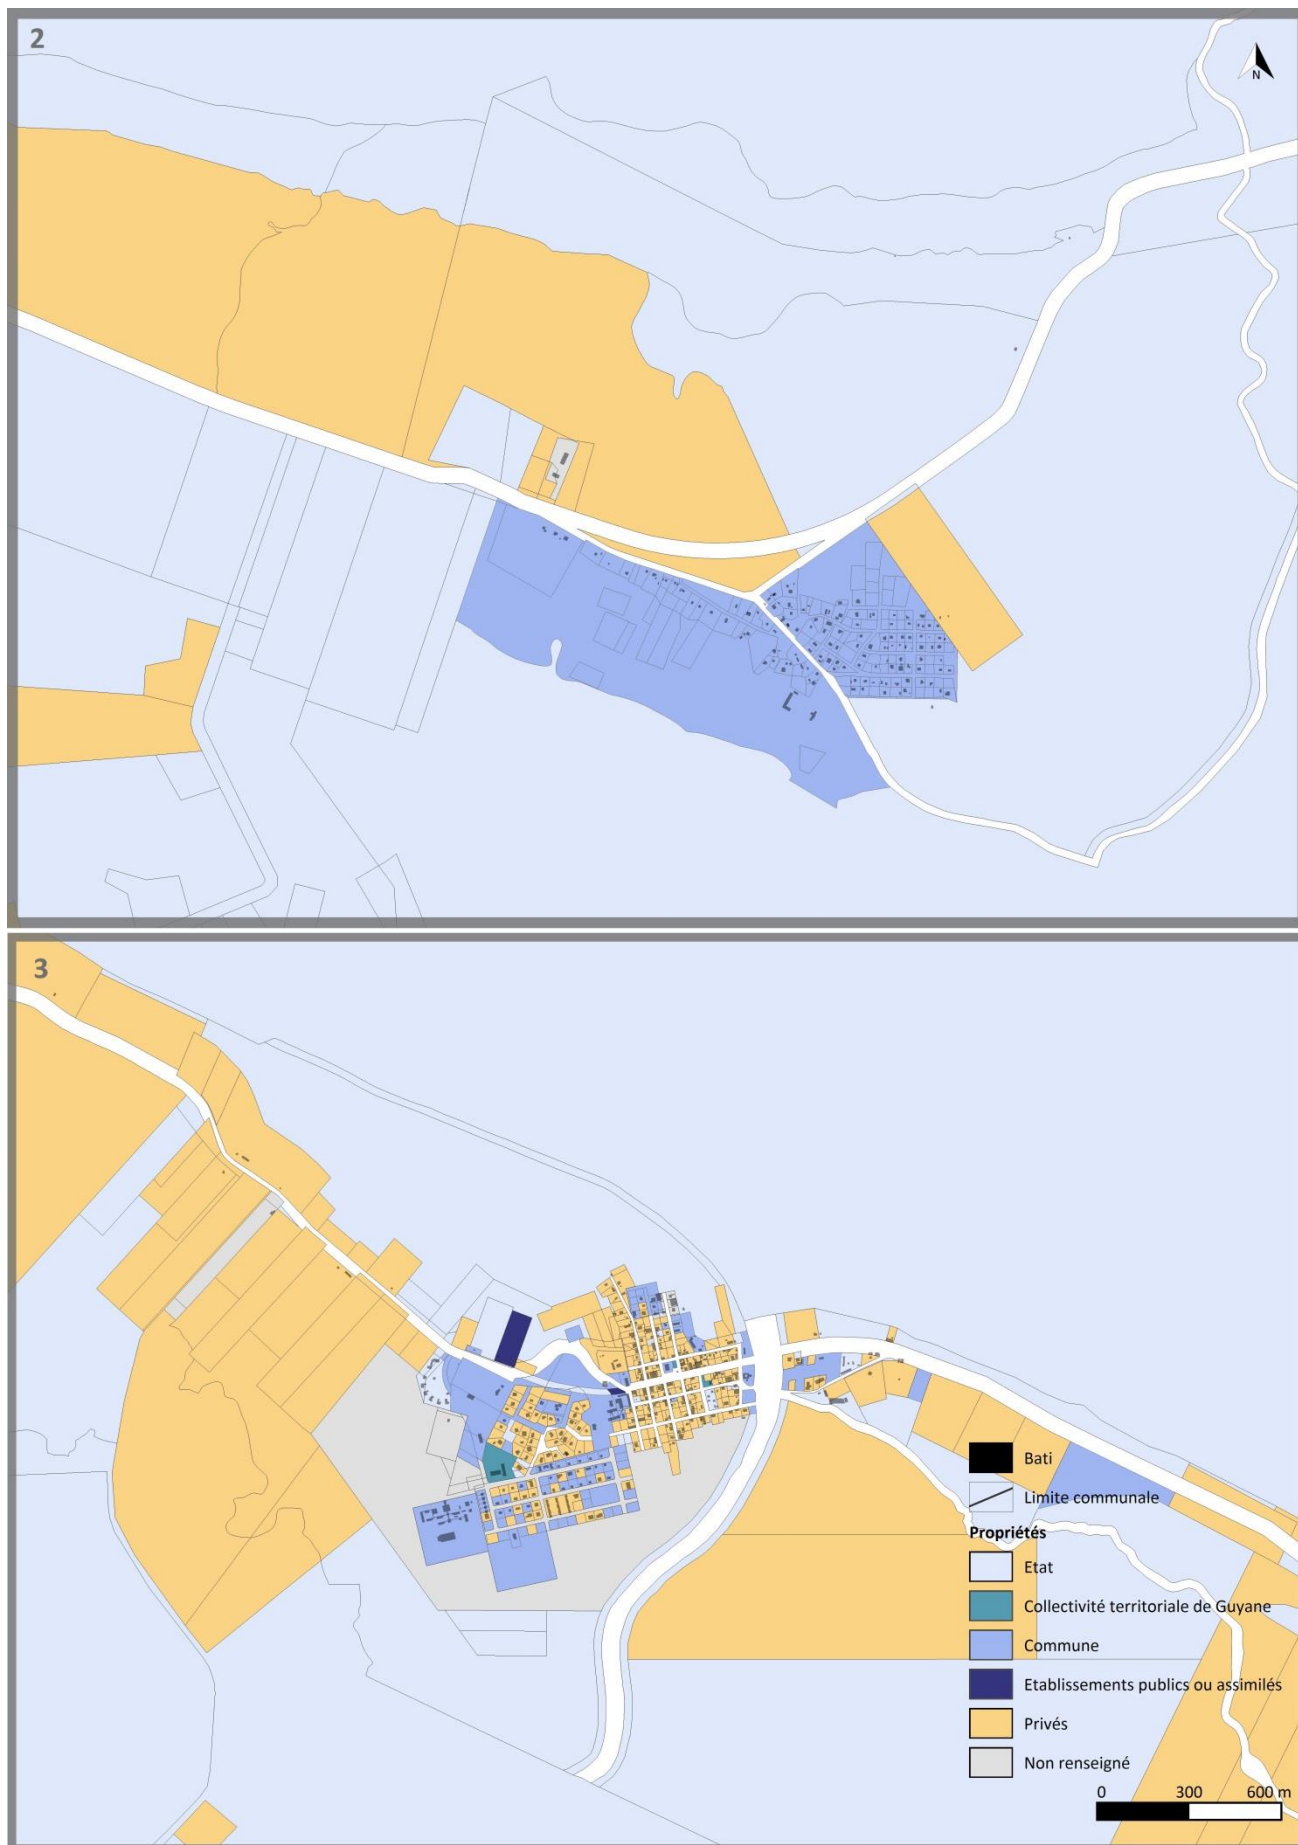 2
N
3
Bati
Limite communale
Propriétés
Etat
Collectivité territoriale de Guyane
Commune
Etablissements publics ou assimilés
Privés
Non renseigné
0 300 600 m